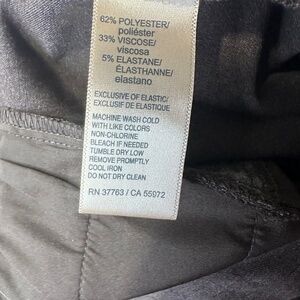 62% POLYESTER/
poliéster
33% VISCOSE/
viscosa
5% ELASTANE/
ÉLASTHANNE/
elastano
EXCLUSIVE OF ELASTIC/
EXCLUSIF DE ELASTIQUE
MACHINE WASH COLD
WITH LIKE COLORS
NON-CHLORINE
BLEACH IF NEEDED
TUMBLE DRY LOW
REMOVE PROMPTLY
COOL IRON
DO NOT DRY CLEAN
RN 37763 / CA 55972